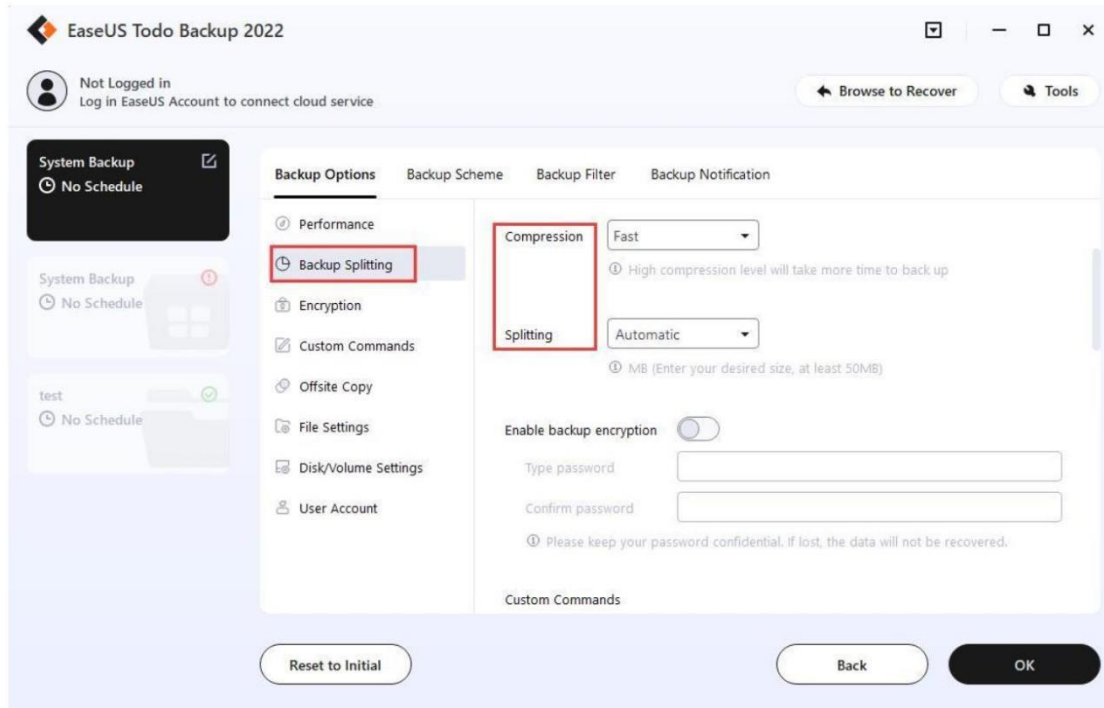 EaseUS Todo Backup 2022
Not Logged in
Log in EaseUS Account to connect cloud service
Browse to Recover
Tools
System Backup
No Schedule
System Backup
No Schedule
test
No Schedule
Backup Options
Backup Scheme
Backup Filter
Backup Notification
Performance
Backup Splitting
Encryption
Custom Commands
Offsite Copy
File Settings
Disk/Volume Settings
User Account
Compression
Fast
High compression level will take more time to back up
Splitting
Automatic
MB (Enter your desired size, at least 50MB)
Enable backup encryption
Type password
Confirm password
Please keep your password confidential. If lost, the data will not be recovered.
Custom Commands
Reset to Initial
Back
OK